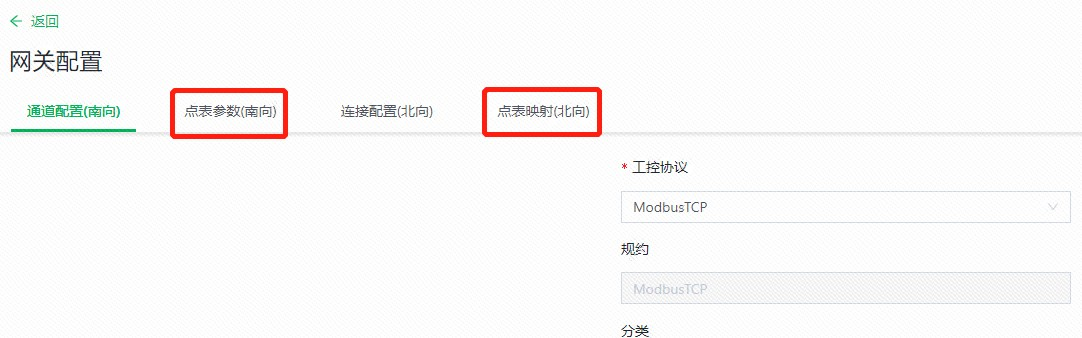 返回
网关配置
通道配置(南向) 点表参数(南向) 连接配置(北向) 点表映射(北向)
* 工控协议
ModbusTCP
规约
ModbusTCP
分类